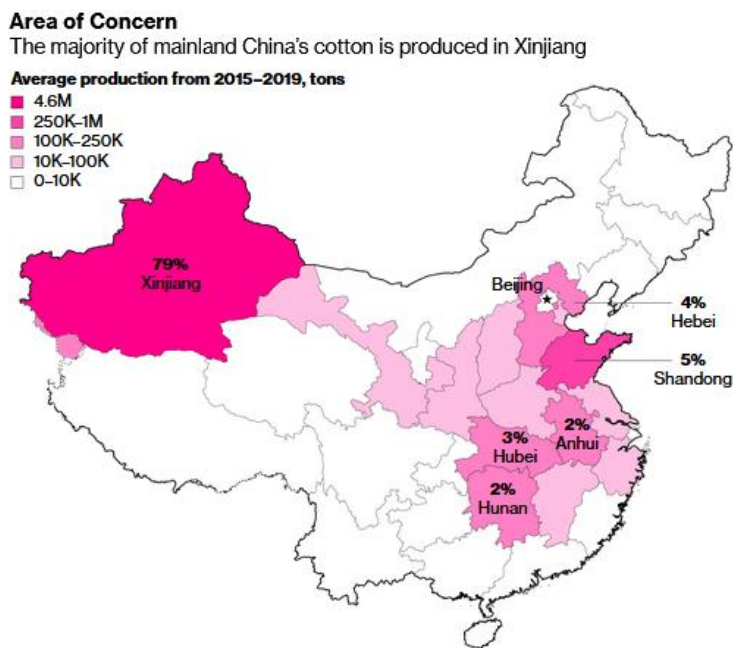 Area of Concern
The majority of mainland China's cotton is produced in Xinjiang
Average production from 2015–2019, tons
4.6M
250K–1M
100K–250K
10K–100K
0–10K
79%
Xinjiang
Beijing
4%
Hebei
5%
Shandong
2%
Anhui
3%
Hubei
2%
Hunan